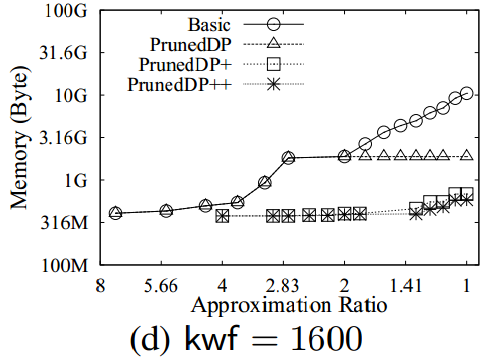 100G
31.6G
10G
3.16G
1G
316M
100M
Memory (Byte)
Basic
PrunedDP
PrunedDP+
PrunedDP++
8 5.66 4 2.83 2 1.41 1
Approximation Ratio
(d) kwf = 1600